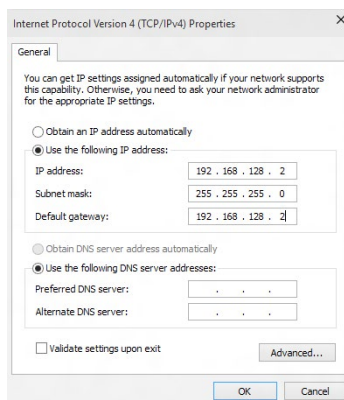 Internet Protocol Version 4 (TCP/IPv4) Properties
General
You can get IP settings assigned automatically if your network supports
this capability. Otherwise, you need to ask your network administrator
for the appropriate IP settings.
Obtain an IP address automatically
Use the following IP address:
IP address: 192 . 168 . 128 . 2
Subnet mask: 255 . 255 . 255 . 0
Default gateway: 192 . 168 . 128 . 2
Obtain DNS server address automatically
Use the following DNS server addresses:
Preferred DNS server: . . .
Alternate DNS server: . . .
Validate settings upon exit
Advanced...
OK Cancel